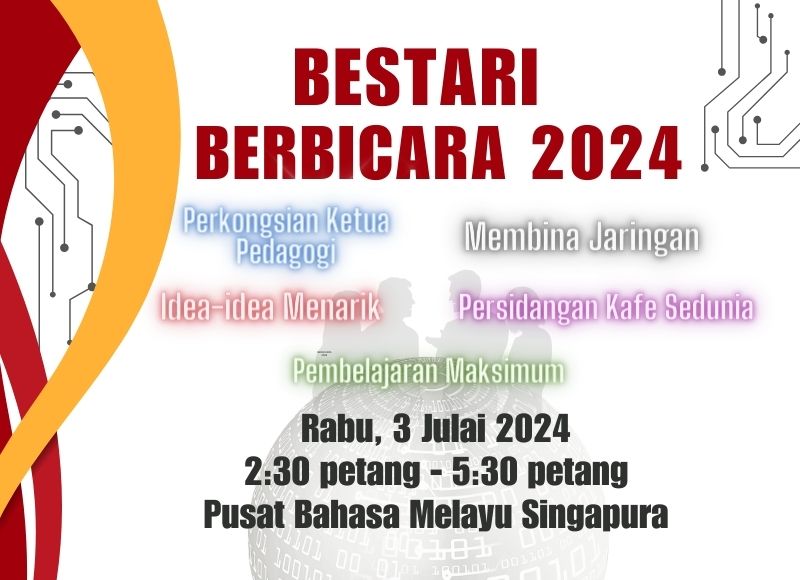 BESTARI
BERBICARA 2024
Perkongsian Ketua
Pedagogi
Membina Jaringan
Idea-idea Menarik
Persidangan Kafe Sedunia
Pembelajaran Maksimum
Rabu, 3 Julai 2024
2:30 petang - 5:30 petang
Pusat Bahasa Melayu Singapura